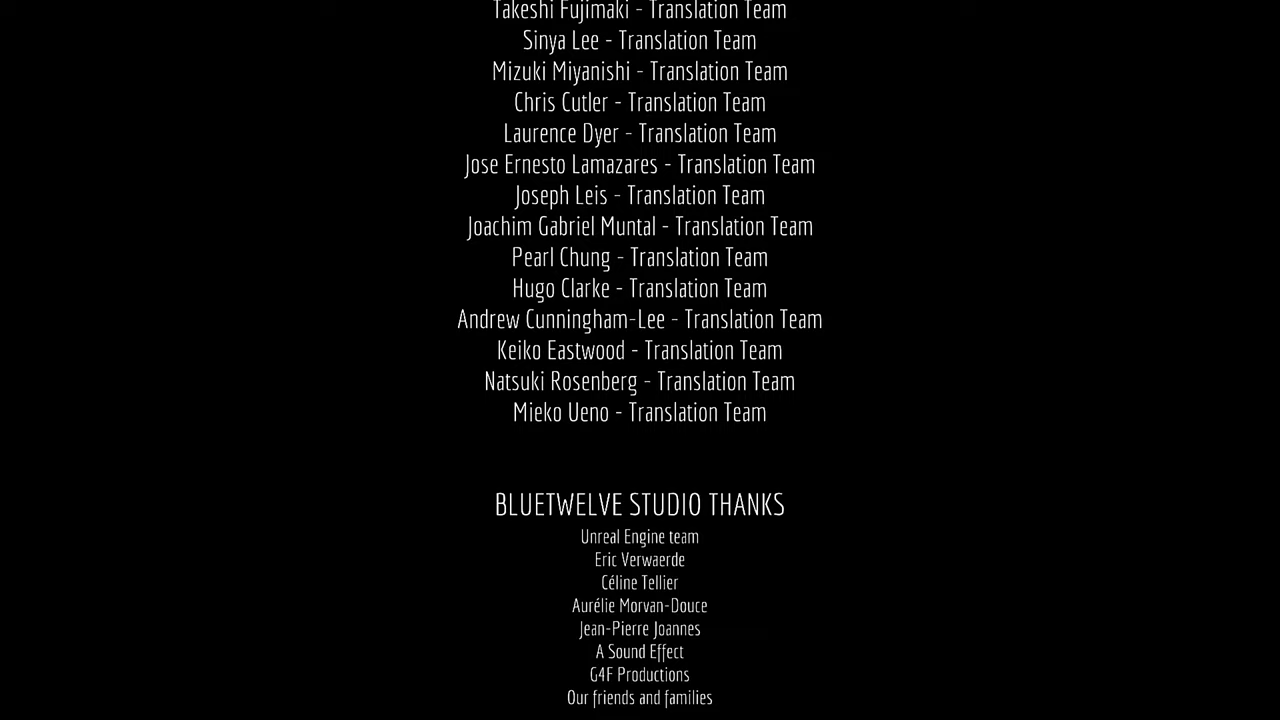 Takeshi Fujimaki - Translation Team
Sinya Lee - Translation Team
Mizuki Miyanishi - Translation Team
Chris Cutler - Translation Team
Laurence Dyer - Translation Team
Jose Ernesto Lamazares - Translation Team
Joseph Leis - Translation Team
Joachim Gabriel Muntal - Translation Team
Pearl Chung - Translation Team
Hugo Clarke - Translation Team
Andrew Cunningham-Lee - Translation Team
Keiko Eastwood - Translation Team
Natsuki Rosenberg - Translation Team
Mieko Ueno - Translation Team
BLUETWELVE STUDIO THANKS
Unreal Engine team
Eric Verwaerde
Céline Tellier
Aurélie Morvan-Douce
Jean-Pierre Joannes
A Sound Effect
G4F Productions
Our friends and families